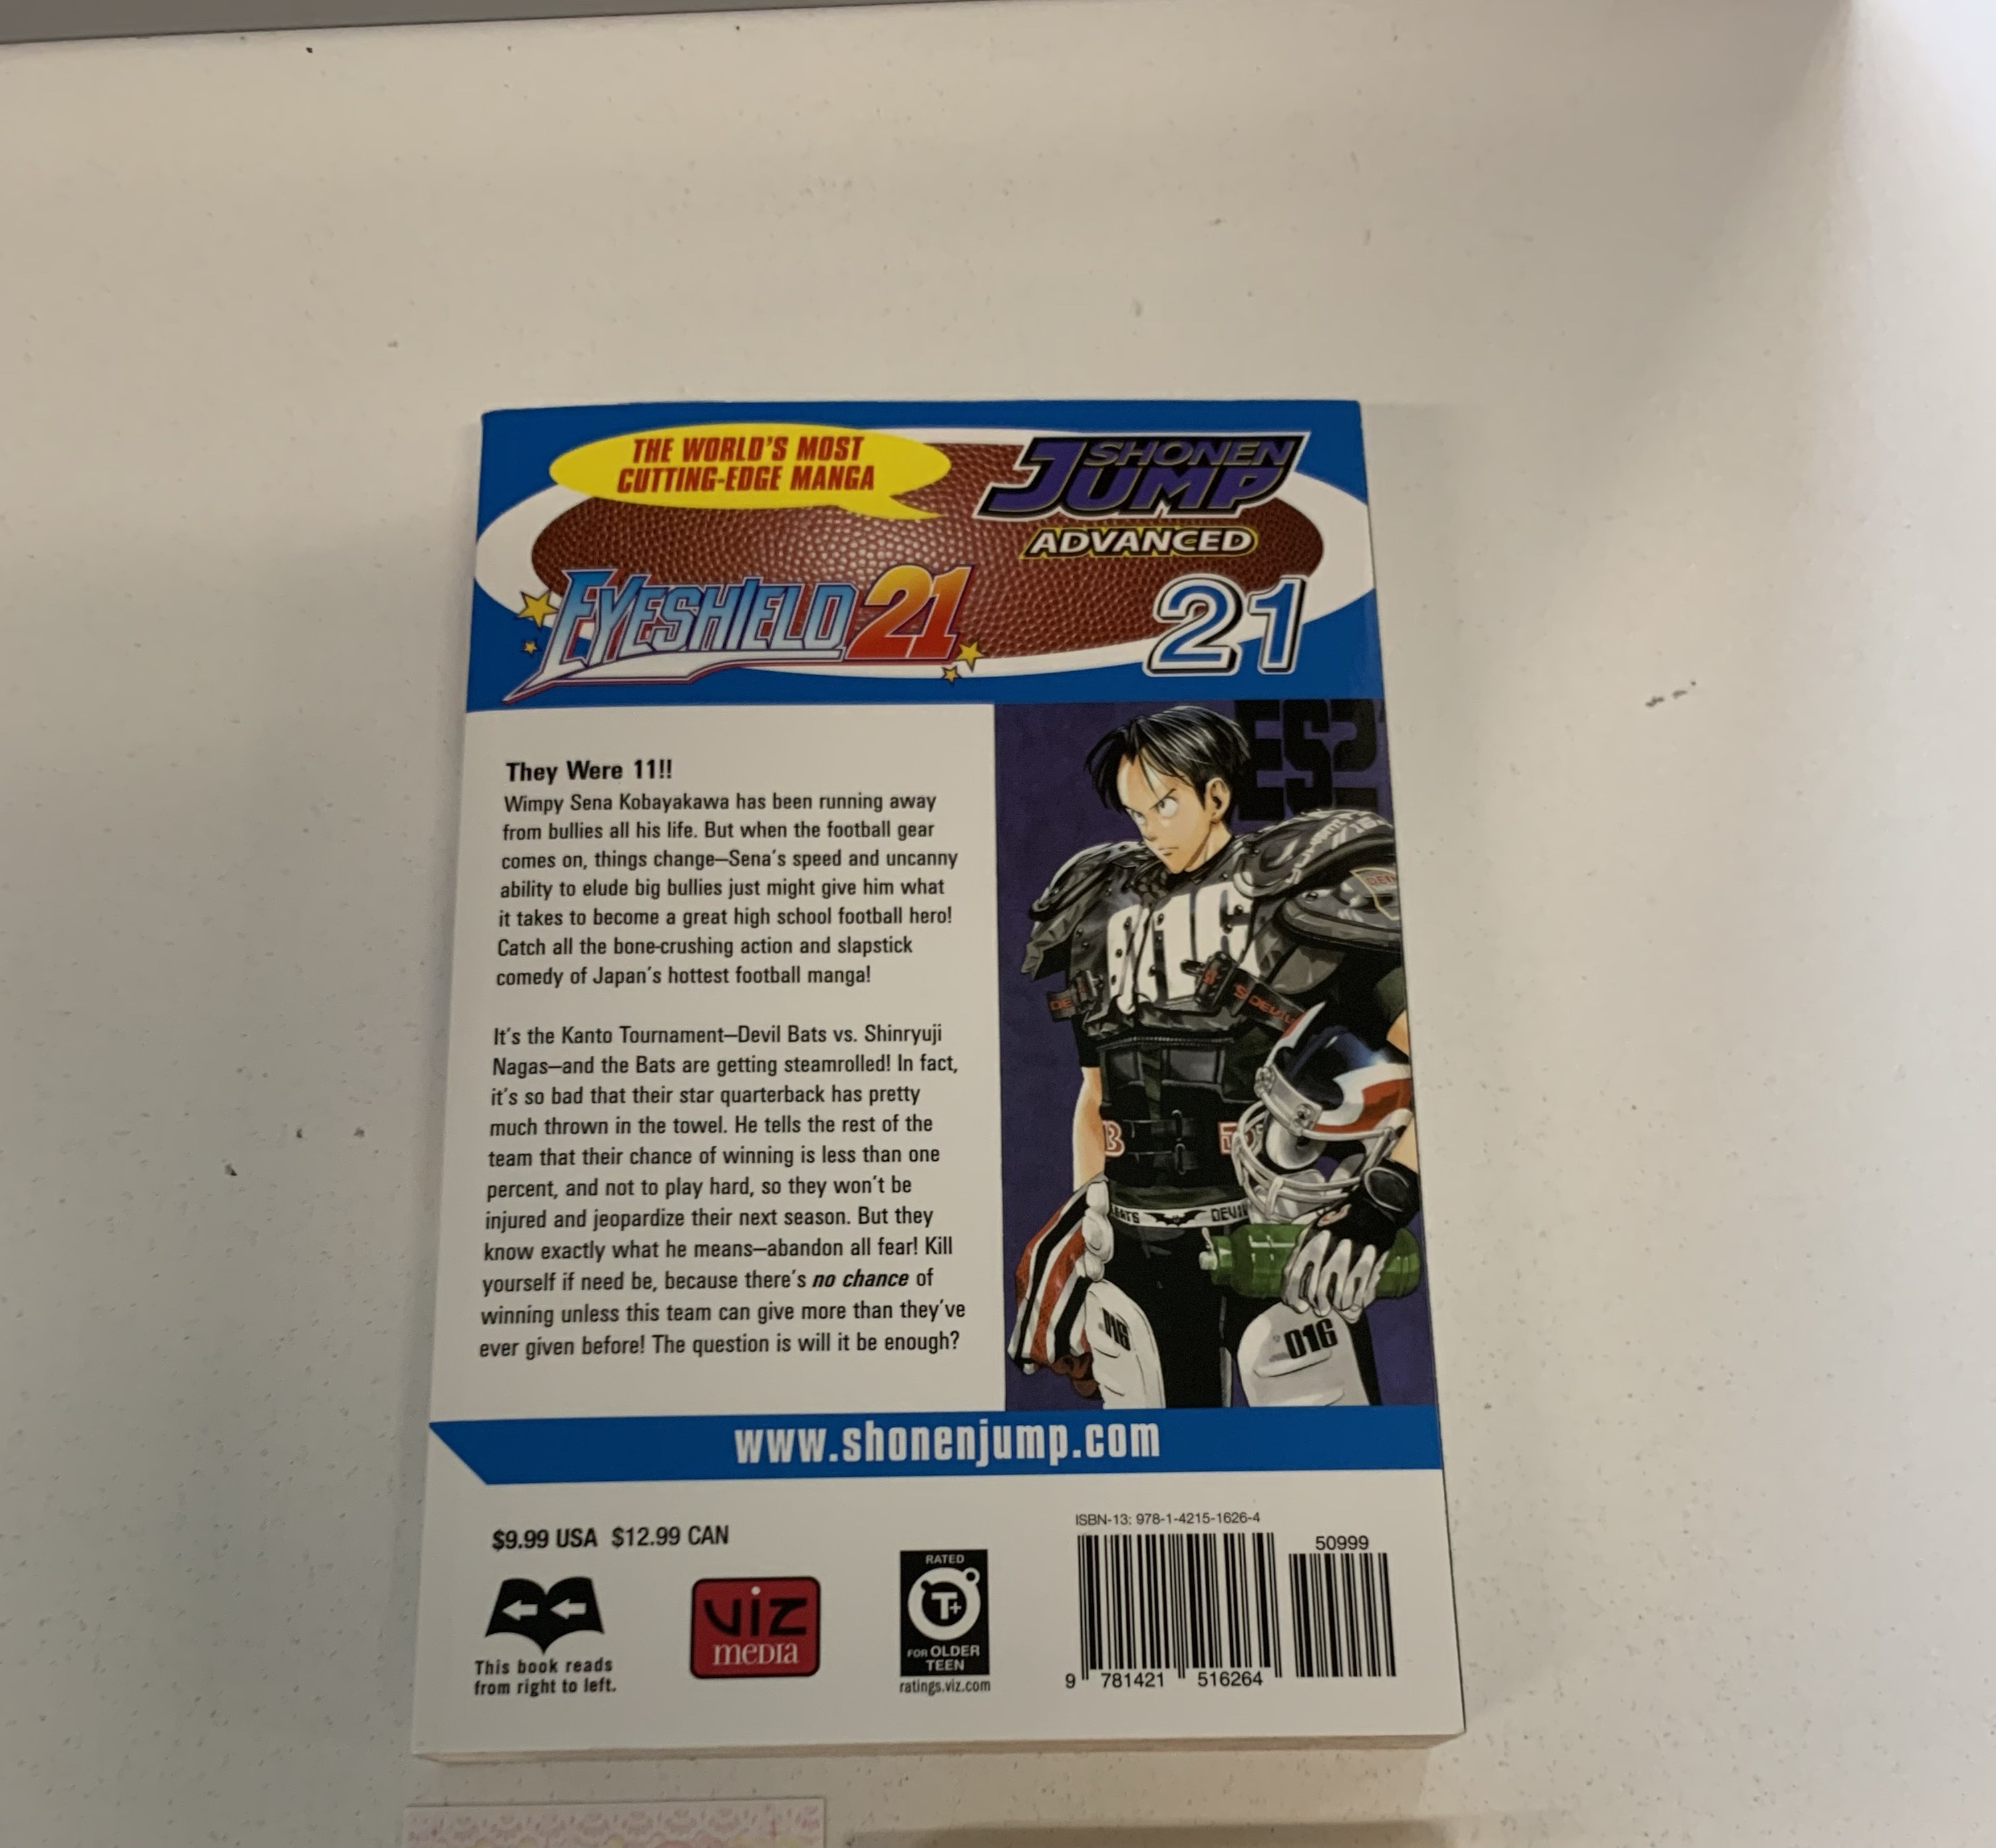 THE WORLD'S MOST
CUTTING-EDGE MANGA
SHONEN
JUMP
ADVANCED
EYESHIELD 21
21
They Were 11!!
Wimpy Sena Kobayakawa has been running away
from bullies all his life. But when the football gear
comes on, things change—Sena's speed and uncanny
ability to elude big bullies just might give him what
it takes to become a great high school football hero!
Catch all the bone-crushing action and slapstick
comedy of Japan's hottest football manga!
It's the Kanto Tournament—Devil Bats vs. Shinryuji
Nagas—and the Bats are getting steamrolled! In fact,
it's so bad that their star quarterback has pretty
much thrown in the towel. He tells the rest of the
team that their chance of winning is less than one
percent, and not to play hard, so they won't be
injured and jeopardize their next season. But they
know exactly what he means—abandon all fear! Kill
yourself if need be, because there's no chance of
winning unless this team can give more than they've
ever given before! The question is will it be enough?
ES2
016
www.shonenjump.com
$9.99 USA $12.99 CAN
This book reads
from right to left.
VIZ
MEDIA
RATED
T+
FOR OLDER
TEEN
ratings.viz.com
ISBN-13: 978-1-4215-1626-4
50999
9 781421 516264